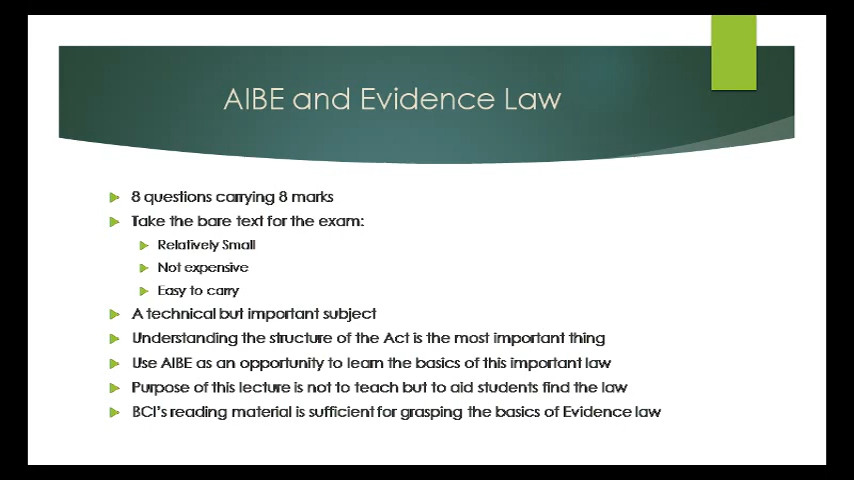 AIBE and Evidence Law
8 questions carrying 8 marks
Take the bare text for the exam:
Relatively Small
Not expensive
Easy to carry
A technical but important subject
Understanding the structure of the Act is the most important thing
Use AIBE as an opportunity to learn the basics of this important law
Purpose of this lecture is not to teach but to aid students find the law
BCI's reading material is sufficient for grasping the basics of Evidence law